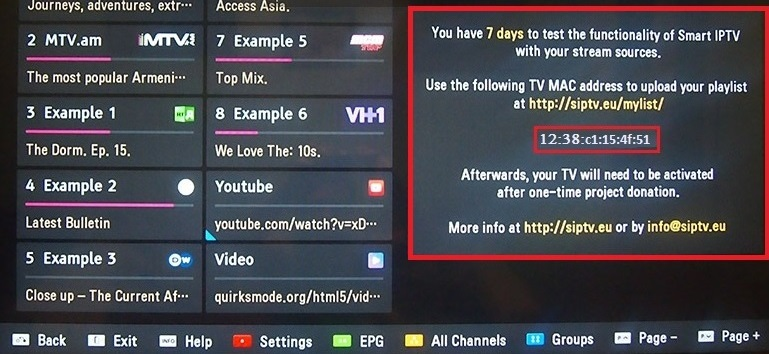 Journeys, adventures, extr···
Access Asia.
2 MTV.am
MTV
7 Example 5
The most popular Armeni···
Top Mix.
3 Example 1
RT
8 Example 6
VH1
The Dorm. Ep. 15.
We Love The: 10s.
4 Example 2
Youtube
Latest Bulletin
youtube.com/watch?v=xD···
5 Example 3
DW
Video
Close up – The Current Af···
quirksmode.org/html5/vid···
You have 7 days to test the functionality of Smart IPTV
with your stream sources.
Use the following TV MAC address to upload your playlist
at http://siptv.eu/mylist/
12:38:c1:15:4f:51
Afterwards, your TV will need to be activated
after one-time project donation.
More info at http://siptv.eu or by info@siptv.eu
Back
Exit
INFO Help
Settings
EPG
All Channels
Groups
Page –
Page +